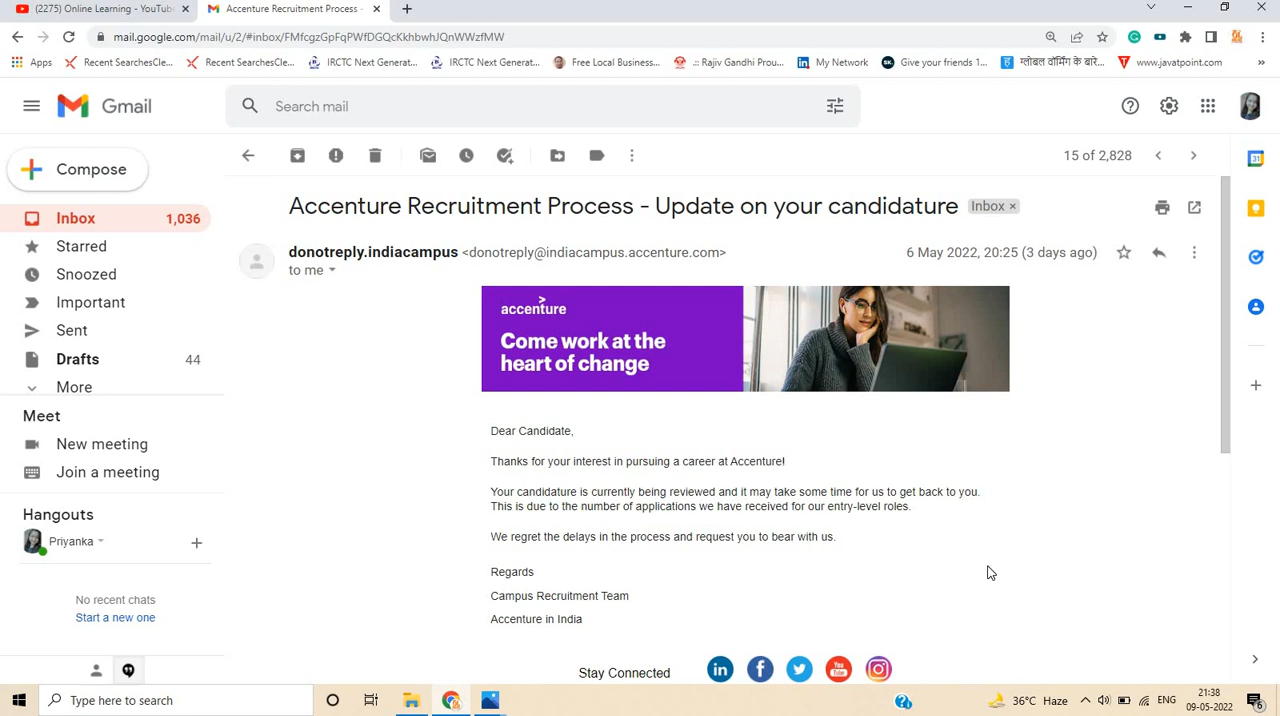 (2275) Online Learning - YouTube
Accenture Recruitment Process -
mail.google.com/mail/u/2/#inbox/FMfcgzGpFqPWfDGQcKkhbwhJQnWWzfMW
Apps
Recent SearchesCle...
Recent SearchesCle...
IRCTC Next Generat...
IRCTC Next Generat...
Free Local Business...
.:: Rajiv Gandhi Prou...
My Network
Give your friends 1...
ग्लोबल वॉर्मिंग के बारे...
www.javatpoint.com
Gmail
Search mail
Compose
15 of 2,828
Inbox 1,036
Starred
Snoozed
Important
Sent
Drafts 44
More
Meet
New meeting
Join a meeting
Hangouts
Priyanka
No recent chats
Start a new one
Accenture Recruitment Process - Update on your candidature Inbox ×
donotreply.indiacampus <donotreply@indiacampus.accenture.com> 6 May 2022, 20:25 (3 days ago)
to me
accenture
Come work at the
heart of change
Dear Candidate,
Thanks for your interest in pursuing a career at Accenture!
Your candidature is currently being reviewed and it may take some time for us to get back to you.
This is due to the number of applications we have received for our entry-level roles.
We regret the delays in the process and request you to bear with us.
Regards
Campus Recruitment Team
Accenture in India
Stay Connected
in
f
You
Tube
31
Type here to search
36°C Haze
ENG
21:38
09-05-2022
6